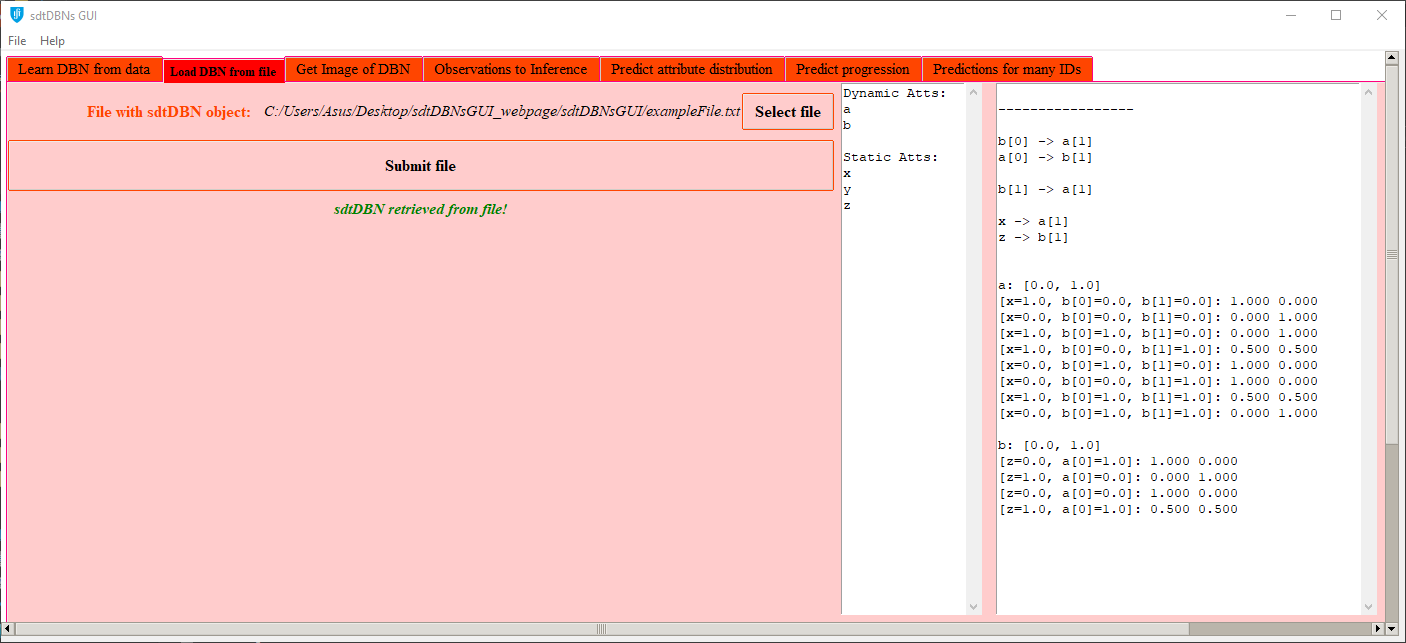 sdtDBNs GUI
File Help
Learn DBN from data Load DBN from file Get Image of DBN Observations to Inference Predict attribute distribution Predict progression Predictions for many IDs
File with sdtDBN object: C:/Users/Asus/Desktop/sdtDBNsGUI_webpage/sdtDBNsGUI/exampleFile.txt Select file
Submit file
sdtDBN retrieved from file!
Dynamic Atts:
a
b
Static Atts:
x
y
z
-----------------
b[0] -> a[1]
a[0] -> b[1]
b[1] -> a[1]
x -> a[1]
z -> b[1]
a: [0.0, 1.0]
[x=1.0, b[0]=0.0, b[1]=0.0]: 1.000 0.000
[x=0.0, b[0]=0.0, b[1]=0.0]: 0.000 1.000
[x=1.0, b[0]=1.0, b[1]=0.0]: 0.000 1.000
[x=1.0, b[0]=0.0, b[1]=1.0]: 0.500 0.500
[x=0.0, b[0]=1.0, b[1]=0.0]: 1.000 0.000
[x=0.0, b[0]=0.0, b[1]=1.0]: 1.000 0.000
[x=1.0, b[0]=1.0, b[1]=1.0]: 0.500 0.500
[x=0.0, b[0]=1.0, b[1]=1.0]: 0.000 1.000
b: [0.0, 1.0]
[z=0.0, a[0]=1.0]: 1.000 0.000
[z=1.0, a[0]=0.0]: 0.000 1.000
[z=0.0, a[0]=0.0]: 1.000 0.000
[z=1.0, a[0]=1.0]: 0.500 0.500